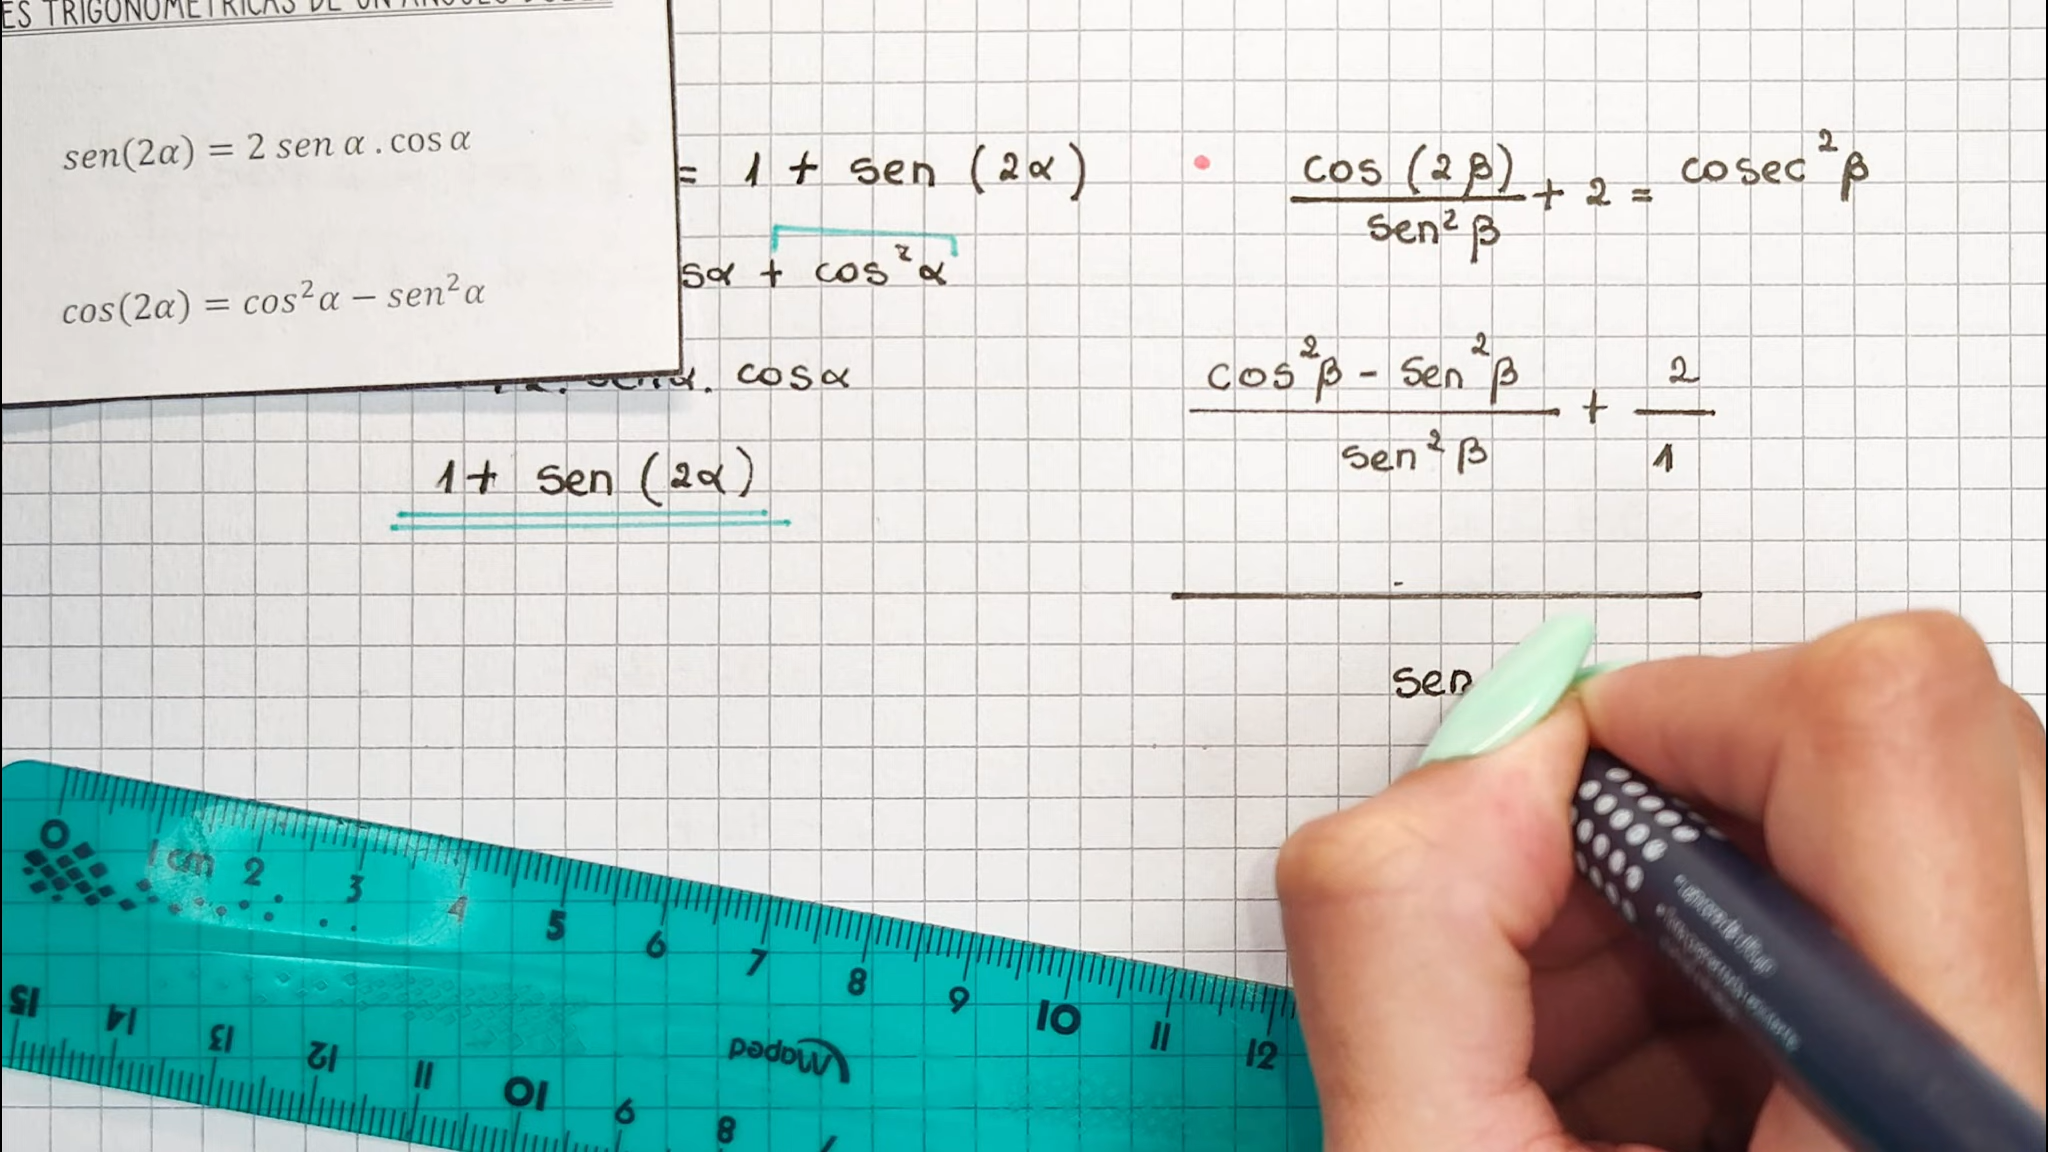 ES TRIGONOMÉTRICAS DE UN ÁNGULO
sen(2α) = 2 sen α . cos α
cos(2α) = cos²α − sen²α
= 1 + sen (2α)
sα + cos²α
cosα
1+ sen (2α)
cos (2β)/sen²β + 2 = cosec²β
(cos²β - sen²β)/sen²β + 2/1
sen
0 1 cm 2 3 4 5 6 7 8 9 10 11 12
15 14 13 12 11 10 9 8
Maped